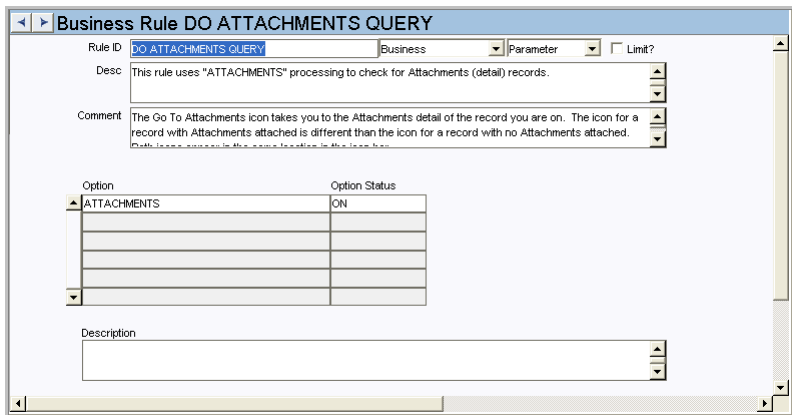 Business Rule DO ATTACHMENTS QUERY
Rule ID DO ATTACHMENTS QUERY Business Parameter Limit?
Desc This rule uses "ATTACHMENTS" processing to check for Attachments (detail) records.
Comment The Go To Attachments icon takes you to the Attachments detail of the record you are on. The icon for a
record with Attachments attached is different than the icon for a record with no Attachments attached.
Option Option Status
ATTACHMENTS ON
Description